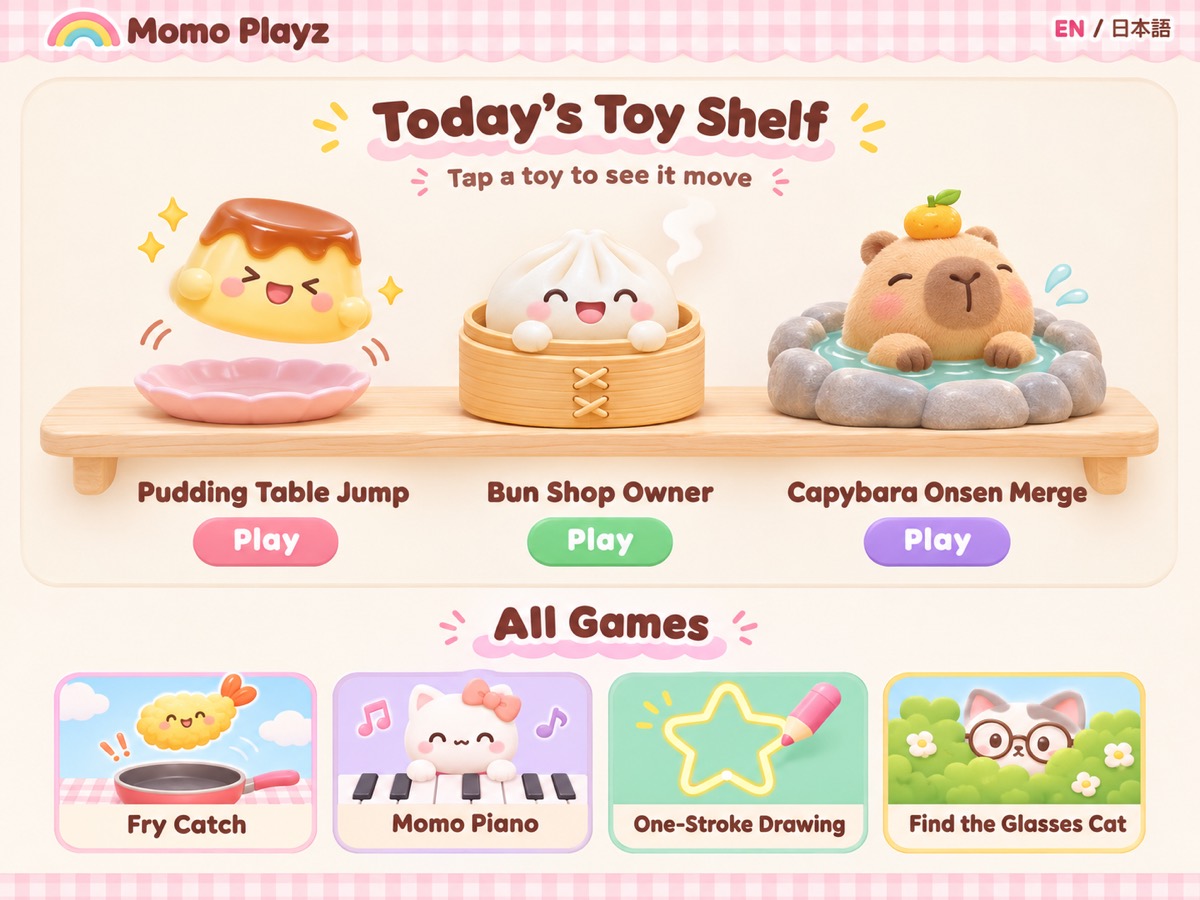 Momo Playz
EN / 日本語
Today's Toy Shelf
Tap a toy to see it move
Pudding Table Jump
Bun Shop Owner
Capybara Onsen Merge
Play
Play
Play
All Games
!!
Fry Catch
Momo Piano
One-Stroke Drawing
Find the Glasses Cat